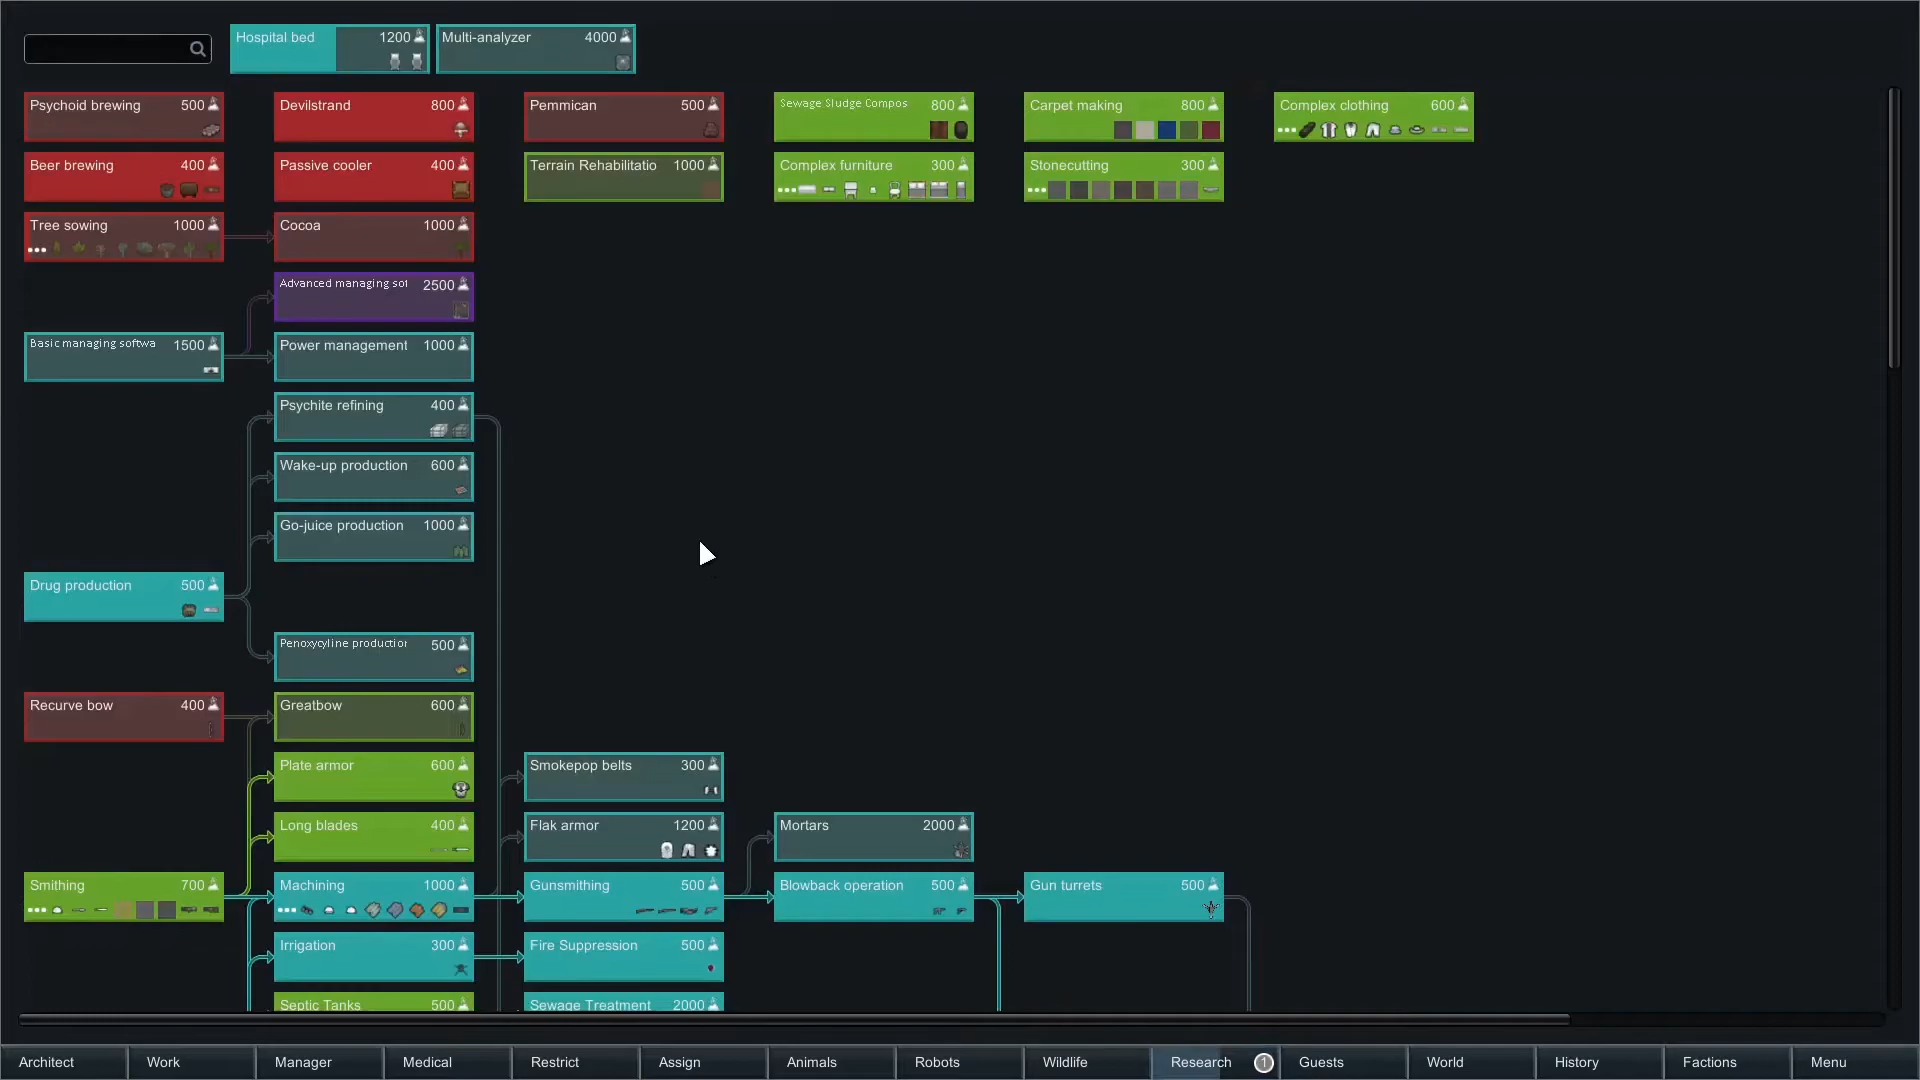 Hospital bed 1200 Multi-analyzer 4000
Psychoid brewing 500 Devilstrand 800 Pemmican 500 Sewage Sludge Compos 800 Carpet making 800 Complex clothing 600
Beer brewing 400 Passive cooler 400 Terrain Rehabilitatio 1000 Complex furniture 300 Stonecutting 300
Tree sowing 1000 Cocoa 1000
Advanced managing sof 2500
Basic managing softwa 1500 Power management 1000
Psychite refining 400
Wake-up production 600
Go-juice production 1000
Drug production 500
Penoxycyline production 500
Recurve bow 400 Greatbow 600
Plate armor 600 Smokepop belts 300
Long blades 400 Flak armor 1200 Mortars 2000
Smithing 700 Machining 1000 Gunsmithing 500 Blowback operation 500 Gun turrets 500
Irrigation 300 Fire Suppression 500
Septic Tanks 500 Sewage Treatment 2000
Architect Work Manager Medical Restrict Assign Animals Robots Wildlife Research 1 Guests World History Factions Menu